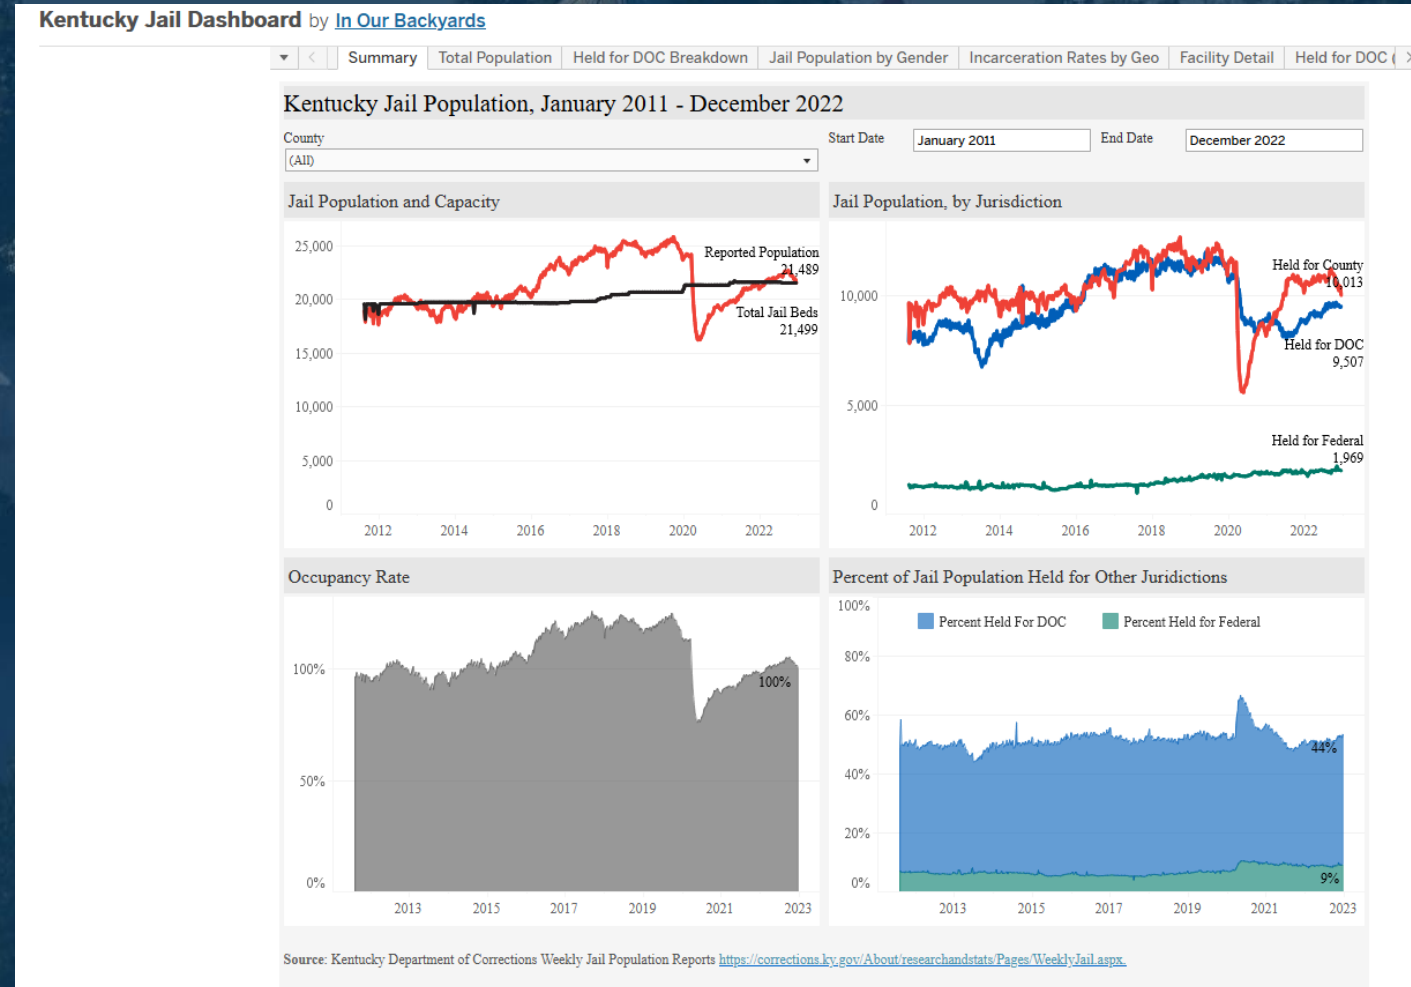 Kentucky Jail Dashboard by In Our Backyards
Summary Total Population Held for DOC Breakdown Jail Population by Gender Incarceration Rates by Geo Facility Detail Held for DOC (
Kentucky Jail Population, January 2011 - December 2022
County Start Date January 2011 End Date December 2022
(All)
Jail Population and Capacity
25,000
20,000
15,000
10,000
5,000
0
Reported Population
21,489
Total Jail Beds
21,499
2012 2014 2016 2018 2020 2022
Jail Population, by Jurisdiction
10,000
5,000
0
Held for County
10,013
Held for DOC
9,507
Held for Federal
1,969
2012 2014 2016 2018 2020 2022
Occupancy Rate
100%
50%
0%
100%
2013 2015 2017 2019 2021 2023
Percent of Jail Population Held for Other Juridictions
100%
80%
60%
40%
20%
0%
Percent Held For DOC Percent Held for Federal
44%
9%
2013 2015 2017 2019 2021 2023
Source: Kentucky Department of Corrections Weekly Jail Population Reports https://corrections.ky.gov/About/researchandstats/Pages/WeeklyJail.aspx.